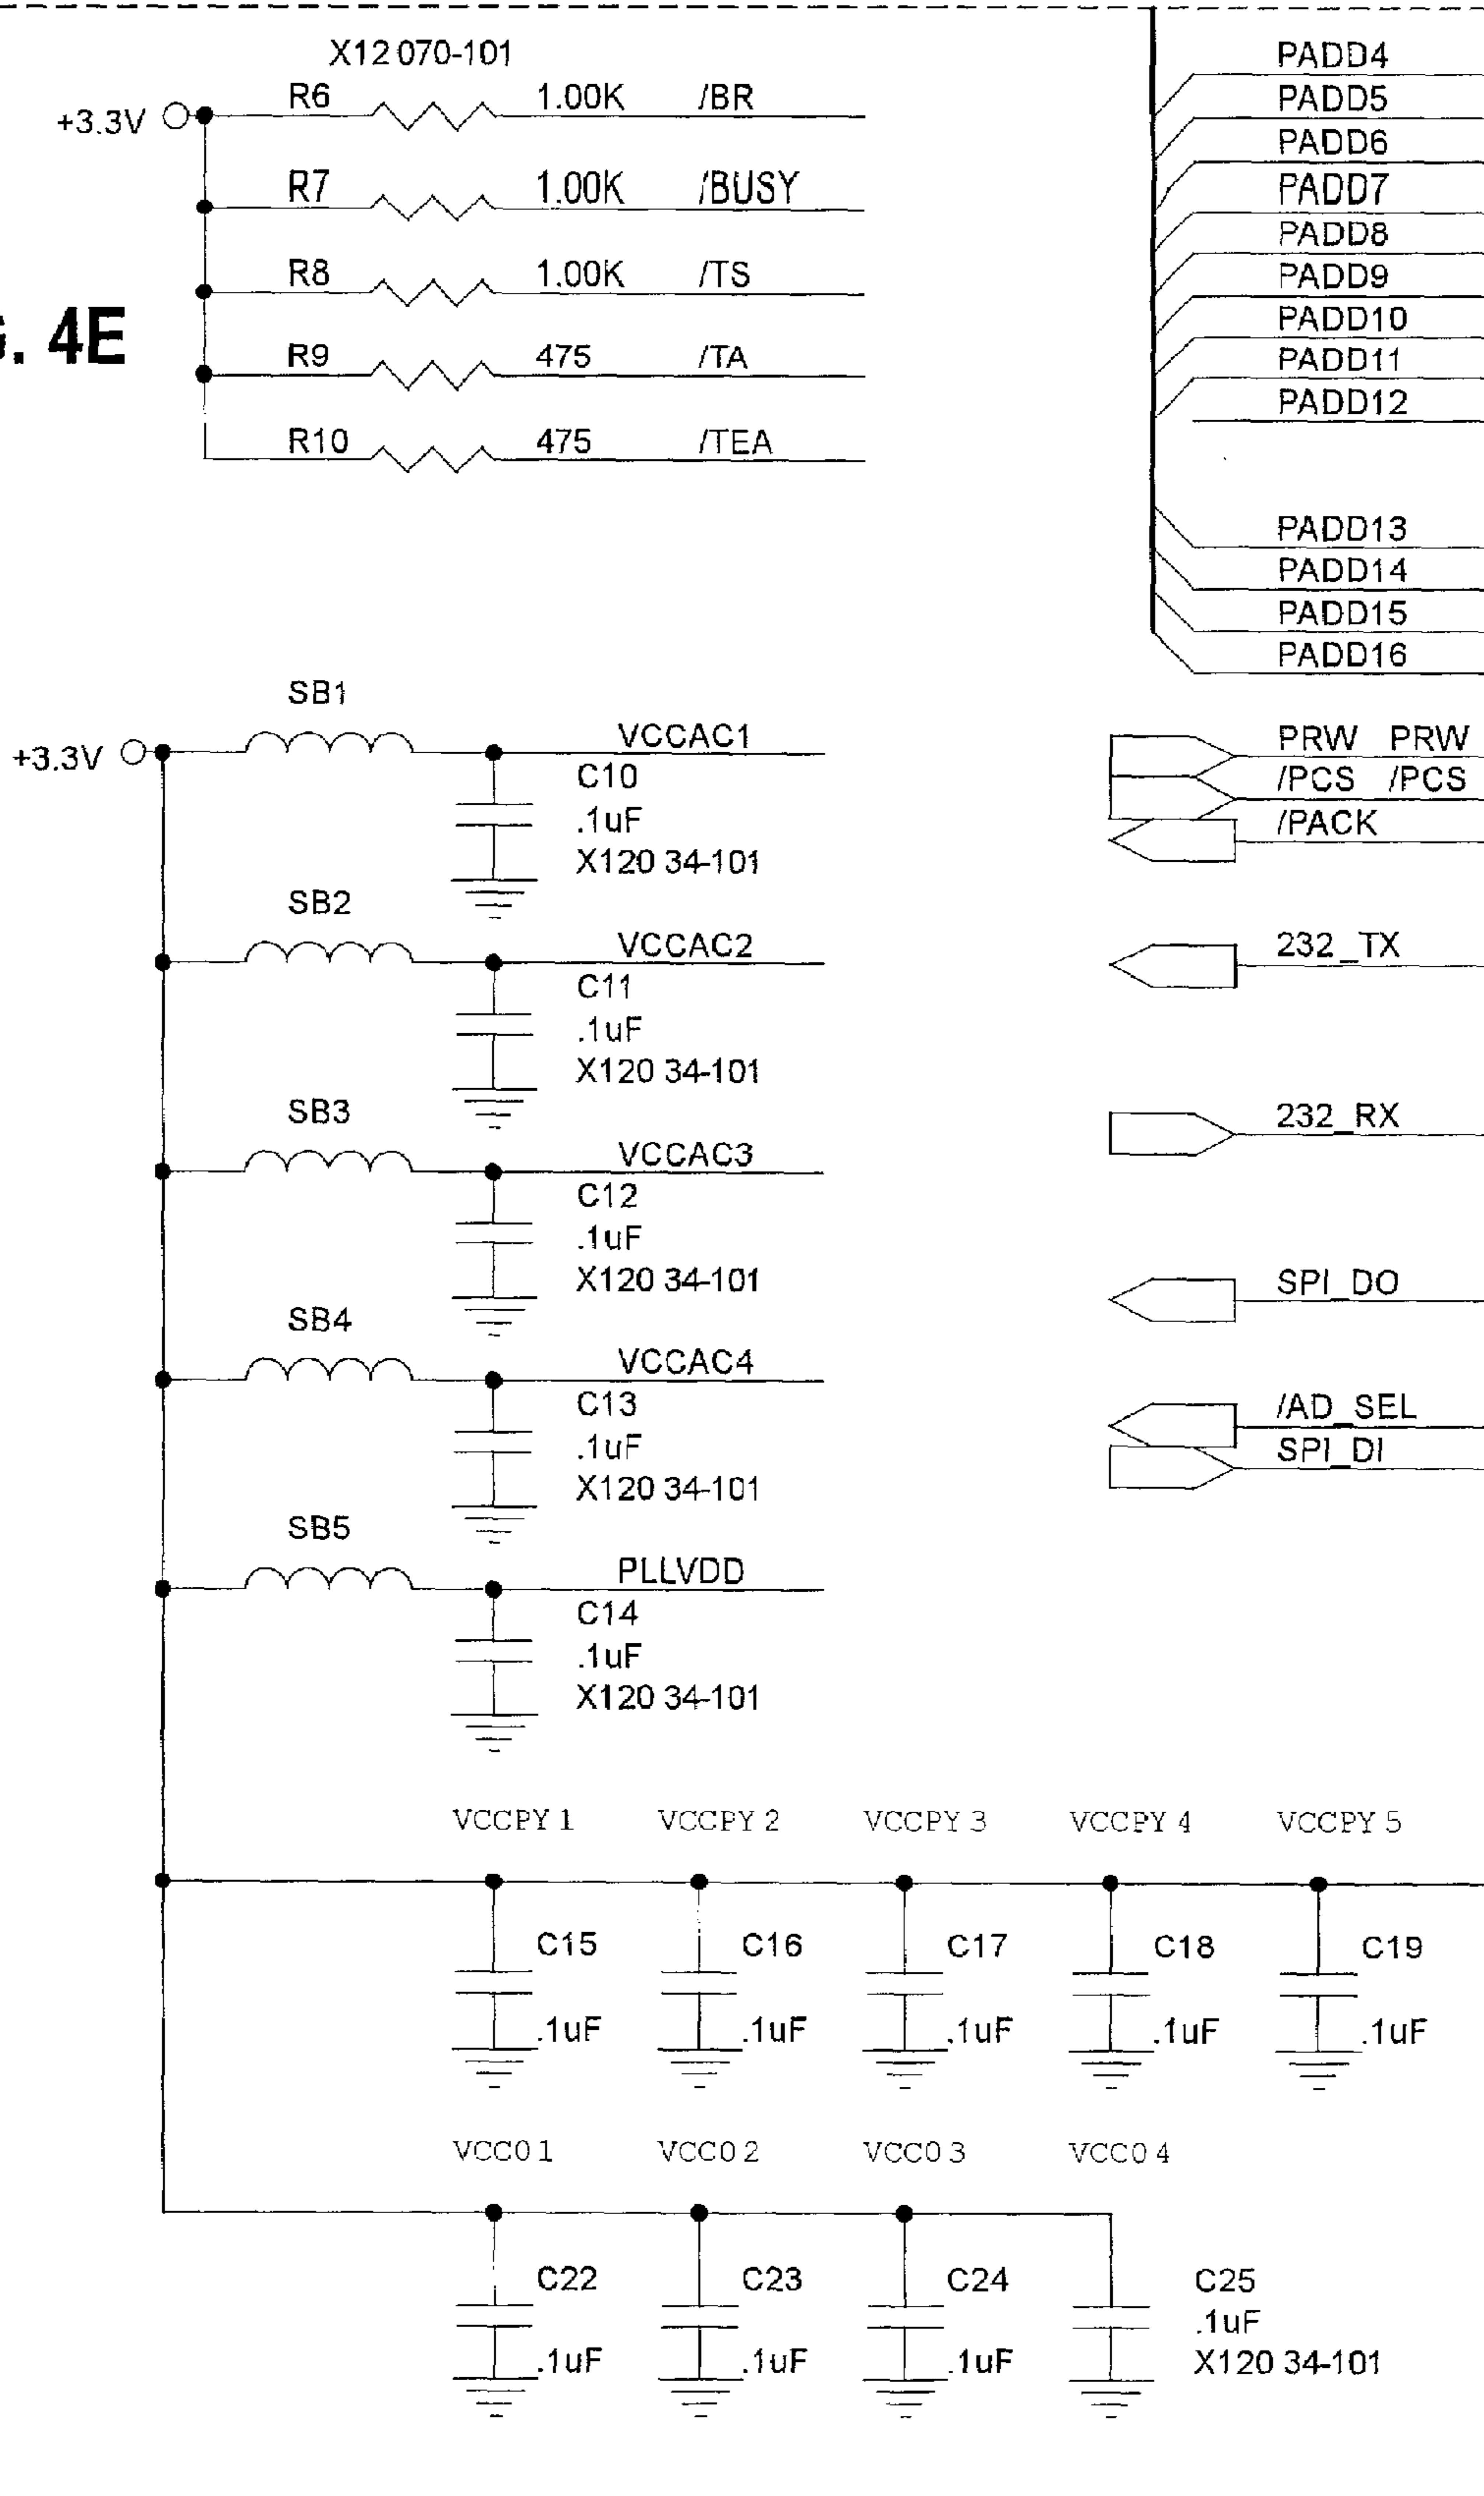 X12 070-101
+3.3V
R6 1.00K /BR
R7 1.00K /BUSY
R8 1.00K /TS
R9 475 /TA
R10 475 /TEA
. 4E
PADD4
PADD5
PADD6
PADD7
PADD8
PADD9
PADD10
PADD11
PADD12
PADD13
PADD14
PADD15
PADD16
+3.3V
SB1
VCCAC1
C10
.1uF
X120 34-101
SB2
VCCAC2
C11
.1uF
X120 34-101
SB3
VCCAC3
C12
.1uF
X120 34-101
SB4
VCCAC4
C13
.1uF
X120 34-101
SB5
PLLVDD
C14
.1uF
X120 34-101
PRW PRW
/PCS /PCS
/PACK
232_TX
232_RX
SPI_DO
/AD_SEL
SPI_DI
VCCPY 1 VCCPY 2 VCCPY 3 VCCPY 4 VCCPY 5
C15 C16 C17 C18 C19
.1uF .1uF .1uF .1uF .1uF
VCC0 1 VCC0 2 VCC0 3 VCC0 4
C22 C23 C24 C25
.1uF .1uF .1uF .1uF
X120 34-101